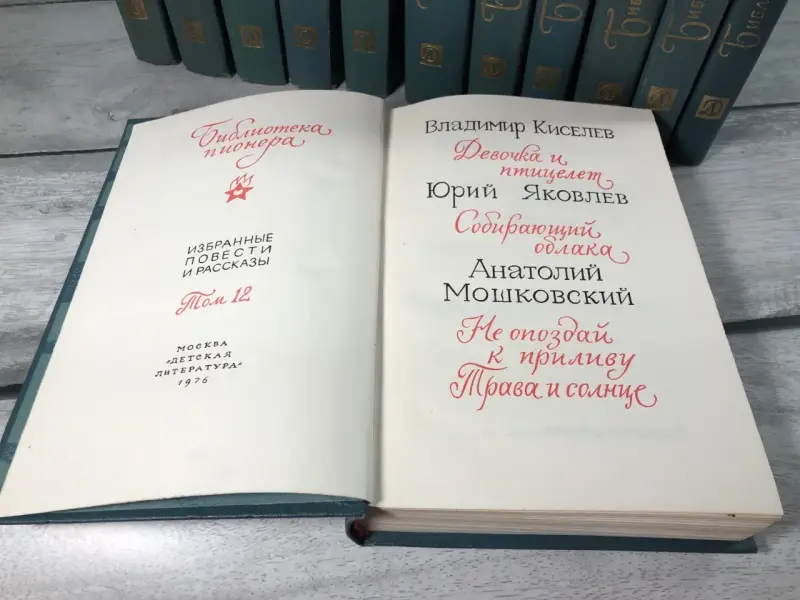 Библиотека
пионера
ИЗБРАННЫЕ
ПОВЕСТИ
И РАССКАЗЫ
Том 12
МОСКВА
"ДЕТСКАЯ
ЛИТЕРАТУРА"
1976
Владимир Киселев
Девочка и
птицелет
Юрий Яковлев
Собирающий
облака
Анатолий
Мошковский
Не опоздай
к приливу
Трава и солнце